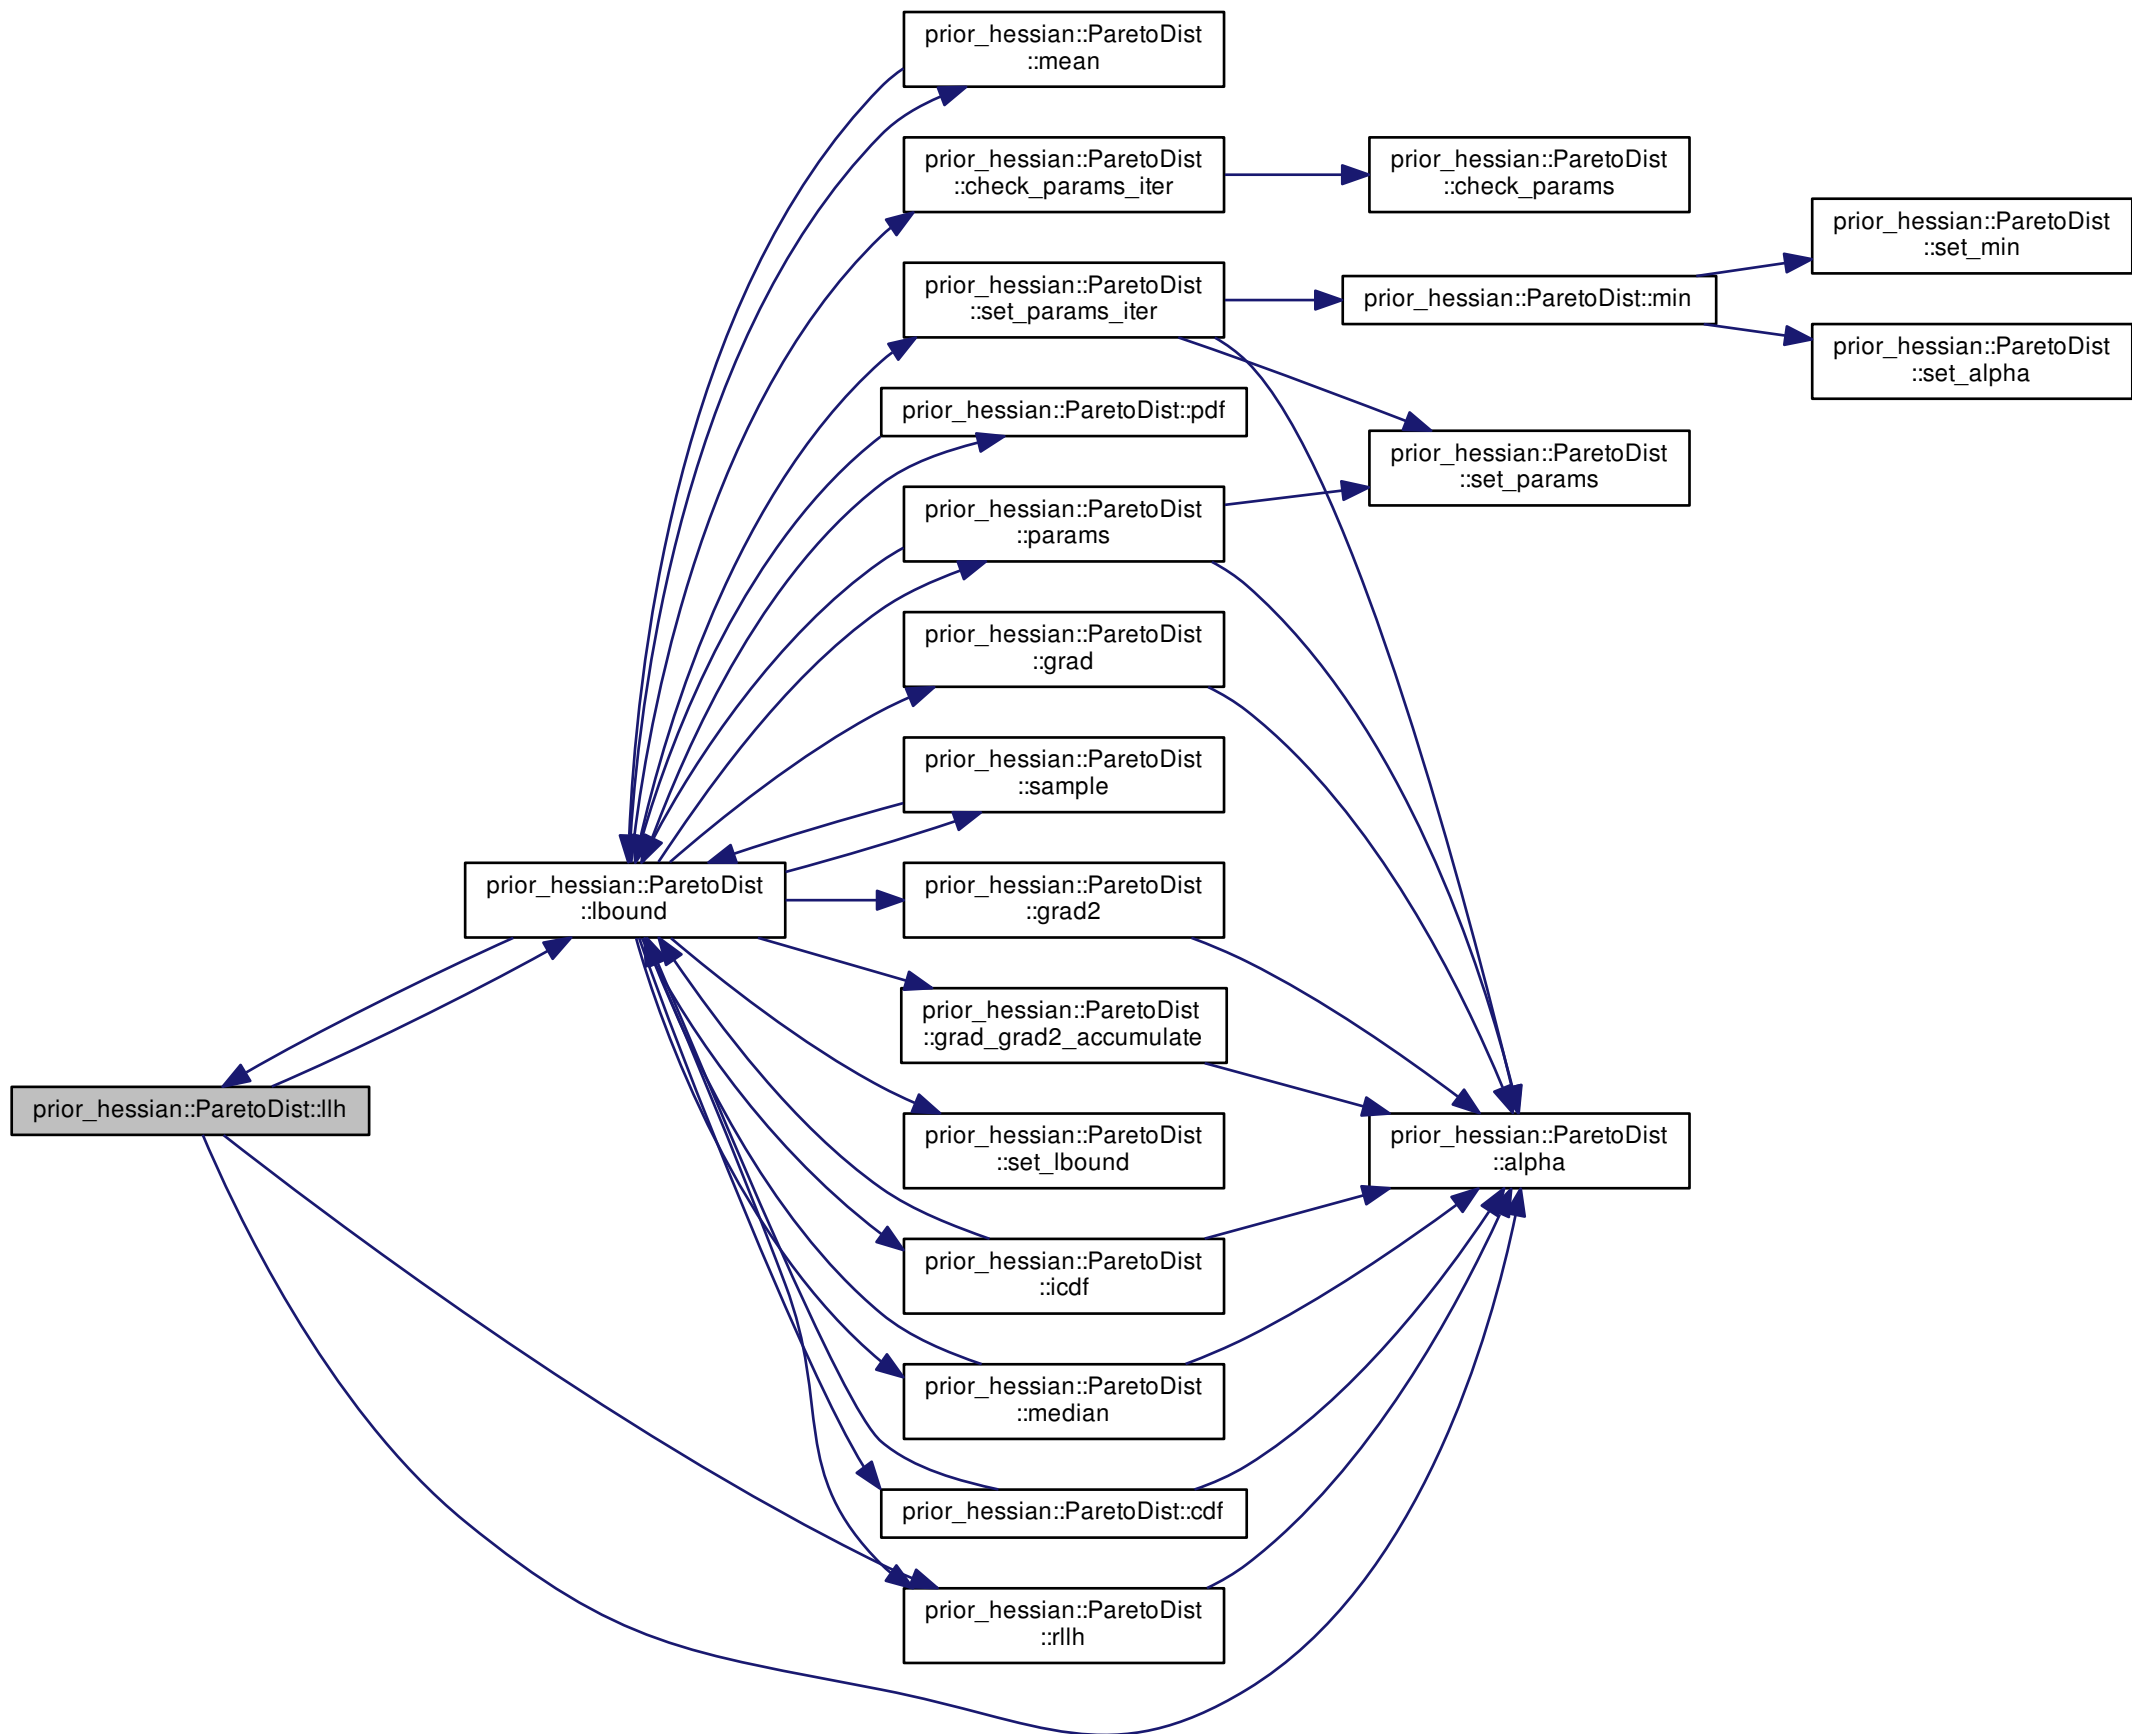 prior_hessian::ParetoDist
::mean
prior_hessian::ParetoDist
::check_params_iter
prior_hessian::ParetoDist
::check_params
prior_hessian::ParetoDist
::set_min
prior_hessian::ParetoDist
::set_params_iter
prior_hessian::ParetoDist::min
prior_hessian::ParetoDist
::set_alpha
prior_hessian::ParetoDist::pdf
prior_hessian::ParetoDist
::set_params
prior_hessian::ParetoDist
::params
prior_hessian::ParetoDist
::grad
prior_hessian::ParetoDist
::sample
prior_hessian::ParetoDist
::lbound
prior_hessian::ParetoDist
::grad2
prior_hessian::ParetoDist
::grad_grad2_accumulate
prior_hessian::ParetoDist::llh
prior_hessian::ParetoDist
::set_lbound
prior_hessian::ParetoDist
::alpha
prior_hessian::ParetoDist
::icdf
prior_hessian::ParetoDist
::median
prior_hessian::ParetoDist::cdf
prior_hessian::ParetoDist
::rllh